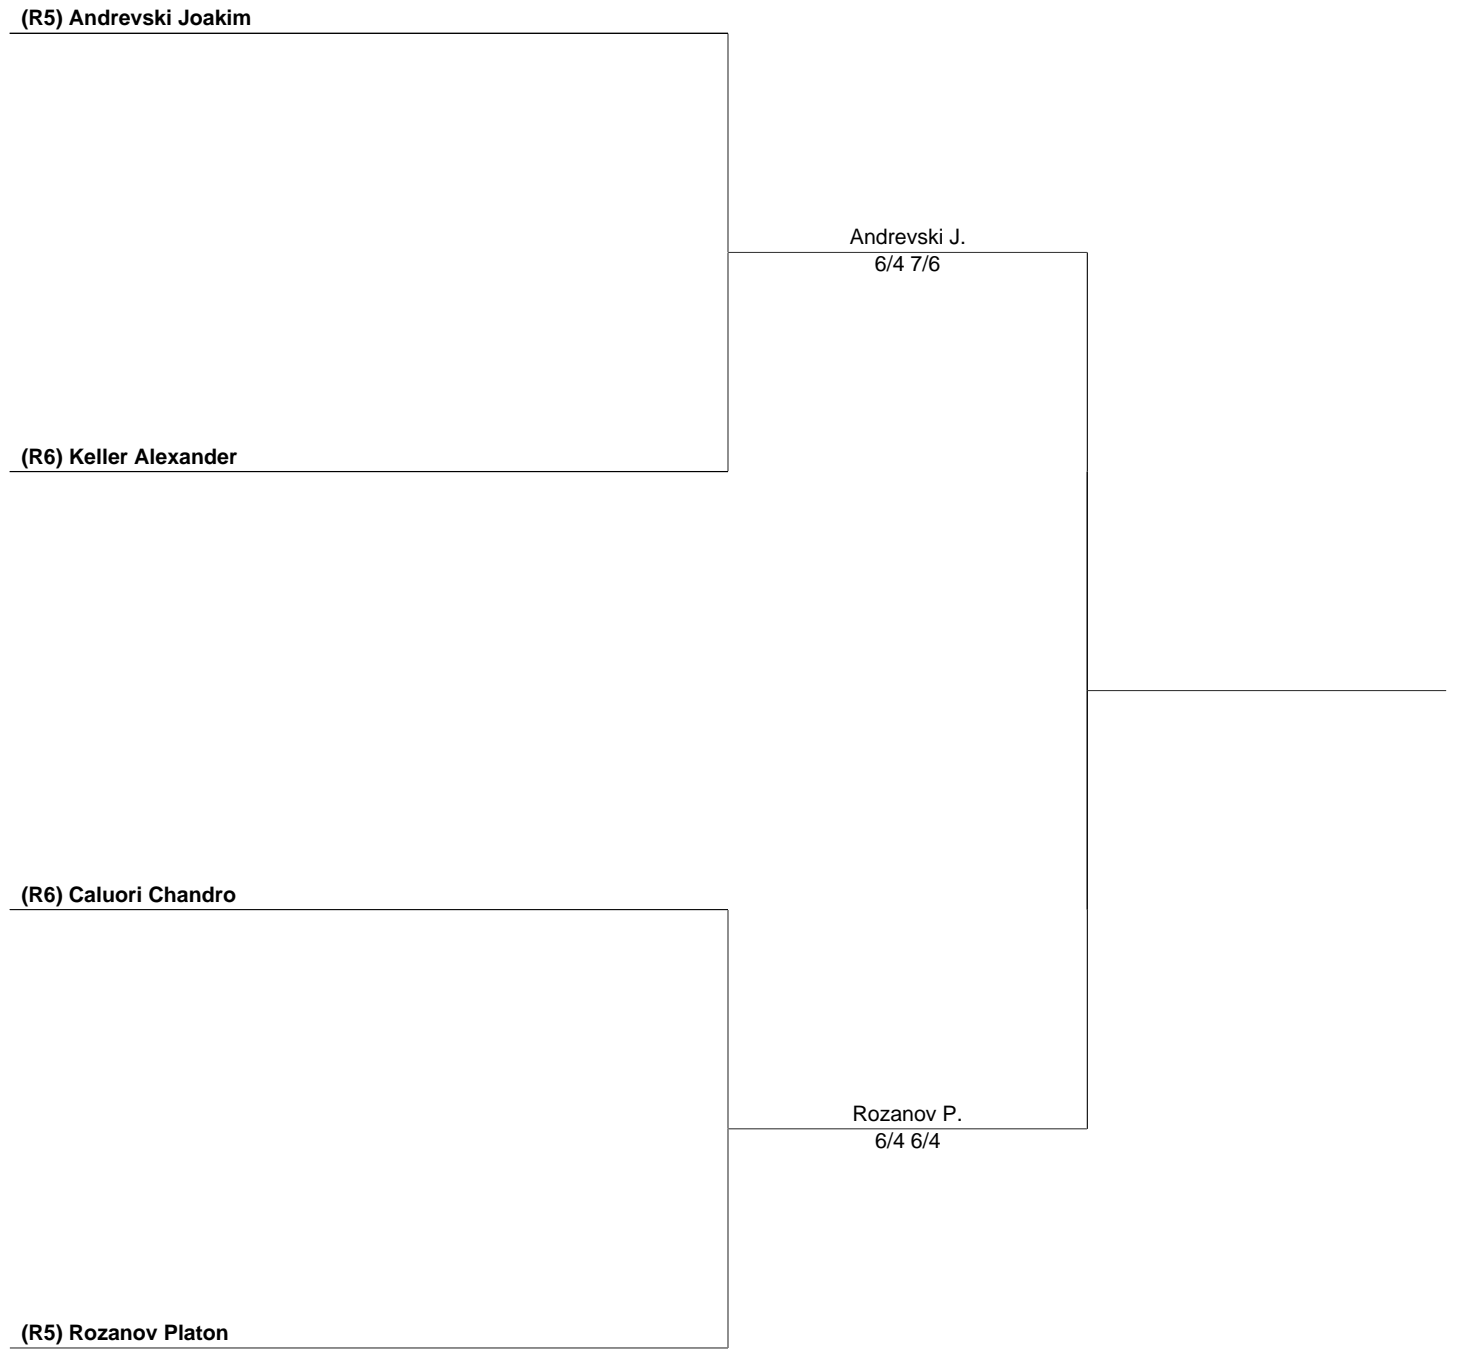 (R5) Andrevski Joakim
Andrevski J.
6/4 7/6
(R6) Keller Alexander
(R6) Caluori Chandro
Rozanov P.
6/4 6/4
(R5) Rozanov Platon